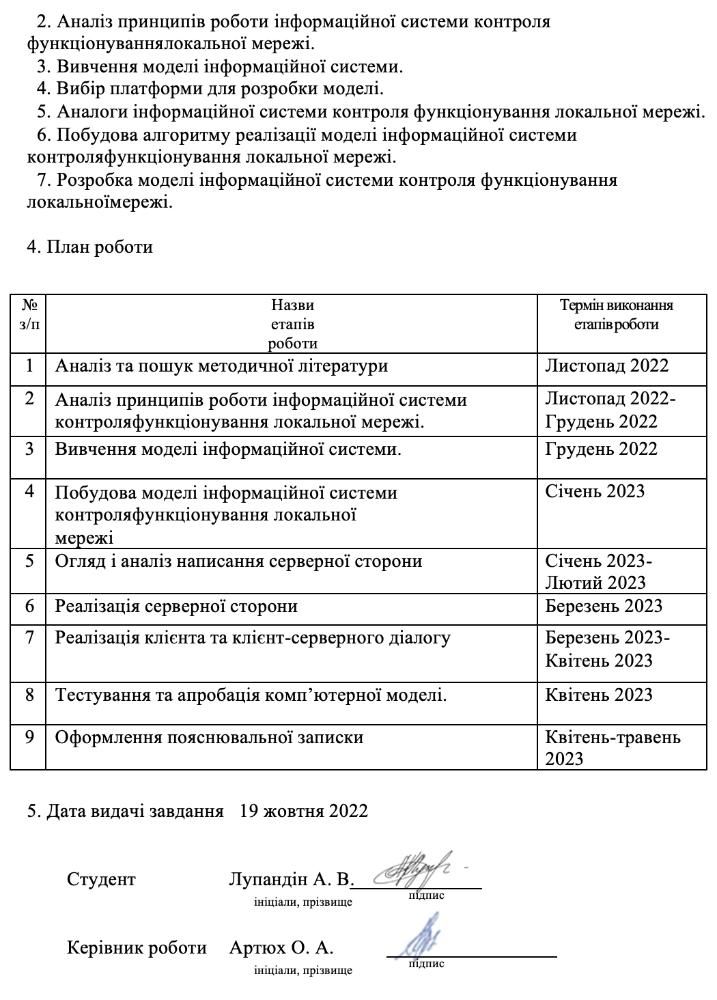 2. Аналіз принципів роботи інформаційної системи контроля
функціонуваннялокальної мережі.
3. Вивчення моделі інформаційної системи.
4. Вибір платформи для розробки моделі.
5. Аналоги інформаційної системи контроля функціонування локальної мережі.
6. Побудова алгоритму реалізації моделі інформаційної системи
контроляфункціонування локальної мережі.
7. Розробка моделі інформаційної системи контроля функціонування
локальноїмережі.
4. План роботи
№
з/п
Назви
етапів
роботи
Термін виконання
етапів роботи
1
Аналіз та пошук методичної літератури
Листопад 2022
2
Аналіз принципів роботи інформаційної системи
контроляфункціонування локальної мережі.
Листопад 2022-
Грудень 2022
3
Вивчення моделі інформаційної системи.
Грудень 2022
4
Побудова моделі інформаційної системи
контроляфункціонування локальної
мережі
Січень 2023
5
Огляд і аналіз написання серверної сторони
Січень 2023-
Лютий 2023
6
Реалізація серверної сторони
Березень 2023
7
Реалізація клієнта та клієнт-серверного діалогу
Березень 2023-
Квітень 2023
8
Тестування та апробація комп’ютерної моделі.
Квітень 2023
9
Оформлення пояснювальної записки
Квітень-травень
2023
5. Дата видачі завдання 19 жовтня 2022
Студент Лупандін А. В.
ініціали, прізвище підпис
Керівник роботи Артюх О. А.
ініціали, прізвище підпис